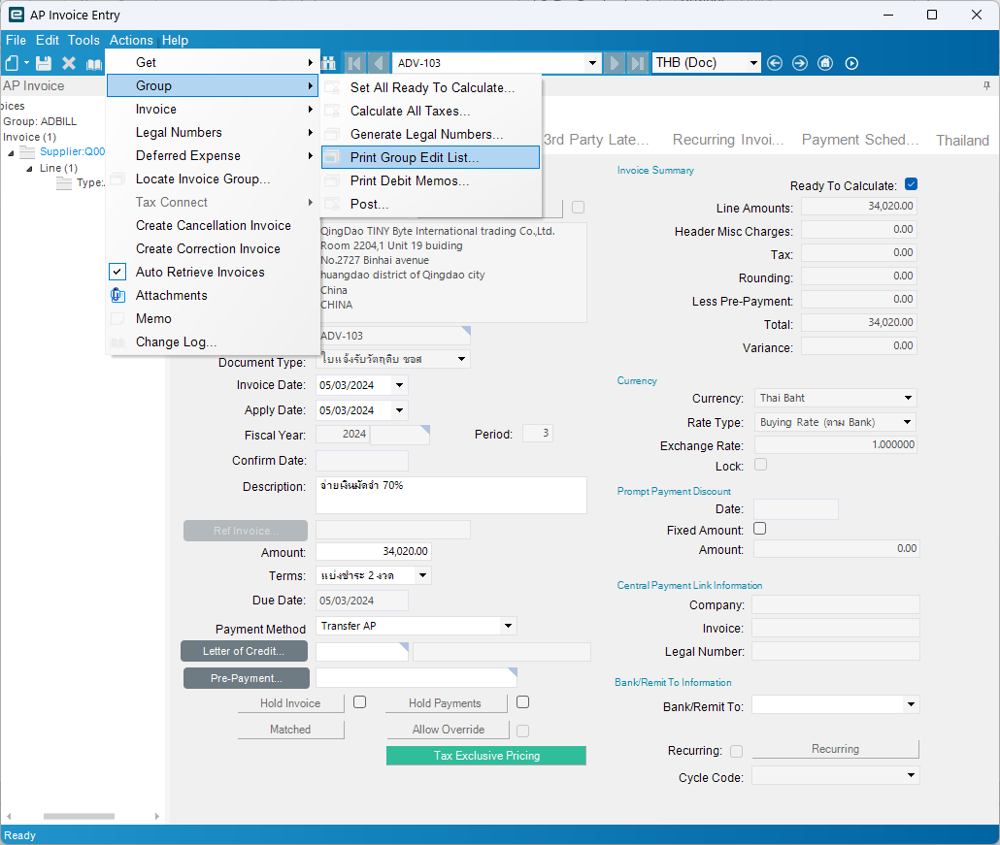 AP Invoice Entry
File Edit Tools Actions Help
ADV-103
THB (Doc)
AP Invoice
Get
Group
Invoice
Legal Numbers
Deferred Expense
Locate Invoice Group...
Tax Connect
Create Cancellation Invoice
Create Correction Invoice
Auto Retrieve Invoices
Attachments
Memo
Change Log...
Set All Ready To Calculate...
Calculate All Taxes...
Generate Legal Numbers...
Print Group Edit List...
Print Debit Memos...
Post...
Group: ADBILL
Invoice (1)
Supplier:Q00
Line (1)
Type:
3rd Party Late... Recurring Invoi... Payment Sched... Thailand
QingDao TINY Byte International trading Co.,Ltd.
Room 2204,1 Unit 19 buiding
No.2727 Binhai avenue
huangdao district of Qingdao city
China
CHINA
ADV-103
Document Type: ใบแจ้งรับวัตถุดิบ ชอส
Invoice Date: 05/03/2024
Apply Date: 05/03/2024
Fiscal Year: 2024 Period: 3
Confirm Date:
Description: จ่ายเงินมัดจำ 70%
Ref Invoice...
Amount: 34,020.00
Terms: แบ่งชำระ 2 งวด
Due Date: 05/03/2024
Payment Method Transfer AP
Letter of Credit...
Pre-Payment...
Hold Invoice Hold Payments
Matched Allow Override
Tax Exclusive Pricing
Invoice Summary
Ready To Calculate:
Line Amounts: 34,020.00
Header Misc Charges: 0.00
Tax: 0.00
Rounding: 0.00
Less Pre-Payment: 0.00
Total: 34,020.00
Variance: 0.00
Currency
Currency: Thai Baht
Rate Type: Buying Rate (ตาม Bank)
Exchange Rate: 1.000000
Lock:
Prompt Payment Discount
Date:
Fixed Amount:
Amount: 0.00
Central Payment Link Information
Company:
Invoice:
Legal Number:
Bank/Remit To Information
Bank/Remit To:
Recurring: Recurring
Cycle Code:
Ready